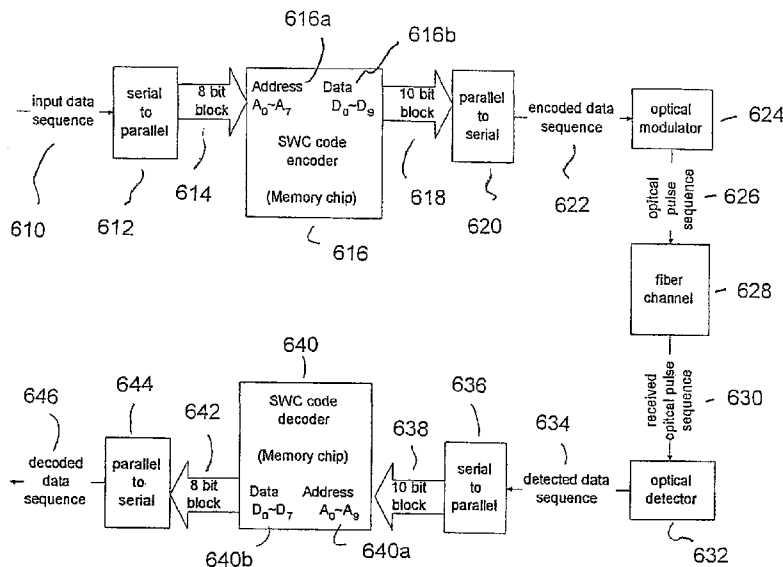 616a
616b
input data
sequence
serial
to
parallel
8 bit
block
Address
A0~A7
Data
D0~D9
SWC code
encoder
(Memory chip)
10 bit
block
parallel
to
serial
encoded data
sequence
optical
modulator
624
610
612
614
616
618
620
622
optical
pulse
sequence
626
fiber
channel
628
received
optical pulse
sequence
630
646
644
642
640
638
636
634
decoded
data
sequence
parallel
to
serial
8 bit
block
SWC code
decoder
(Memory chip)
Data
D0~D7
Address
A0~A9
10 bit
block
serial
to
parallel
detected data
sequence
optical
detector
640b
640a
632